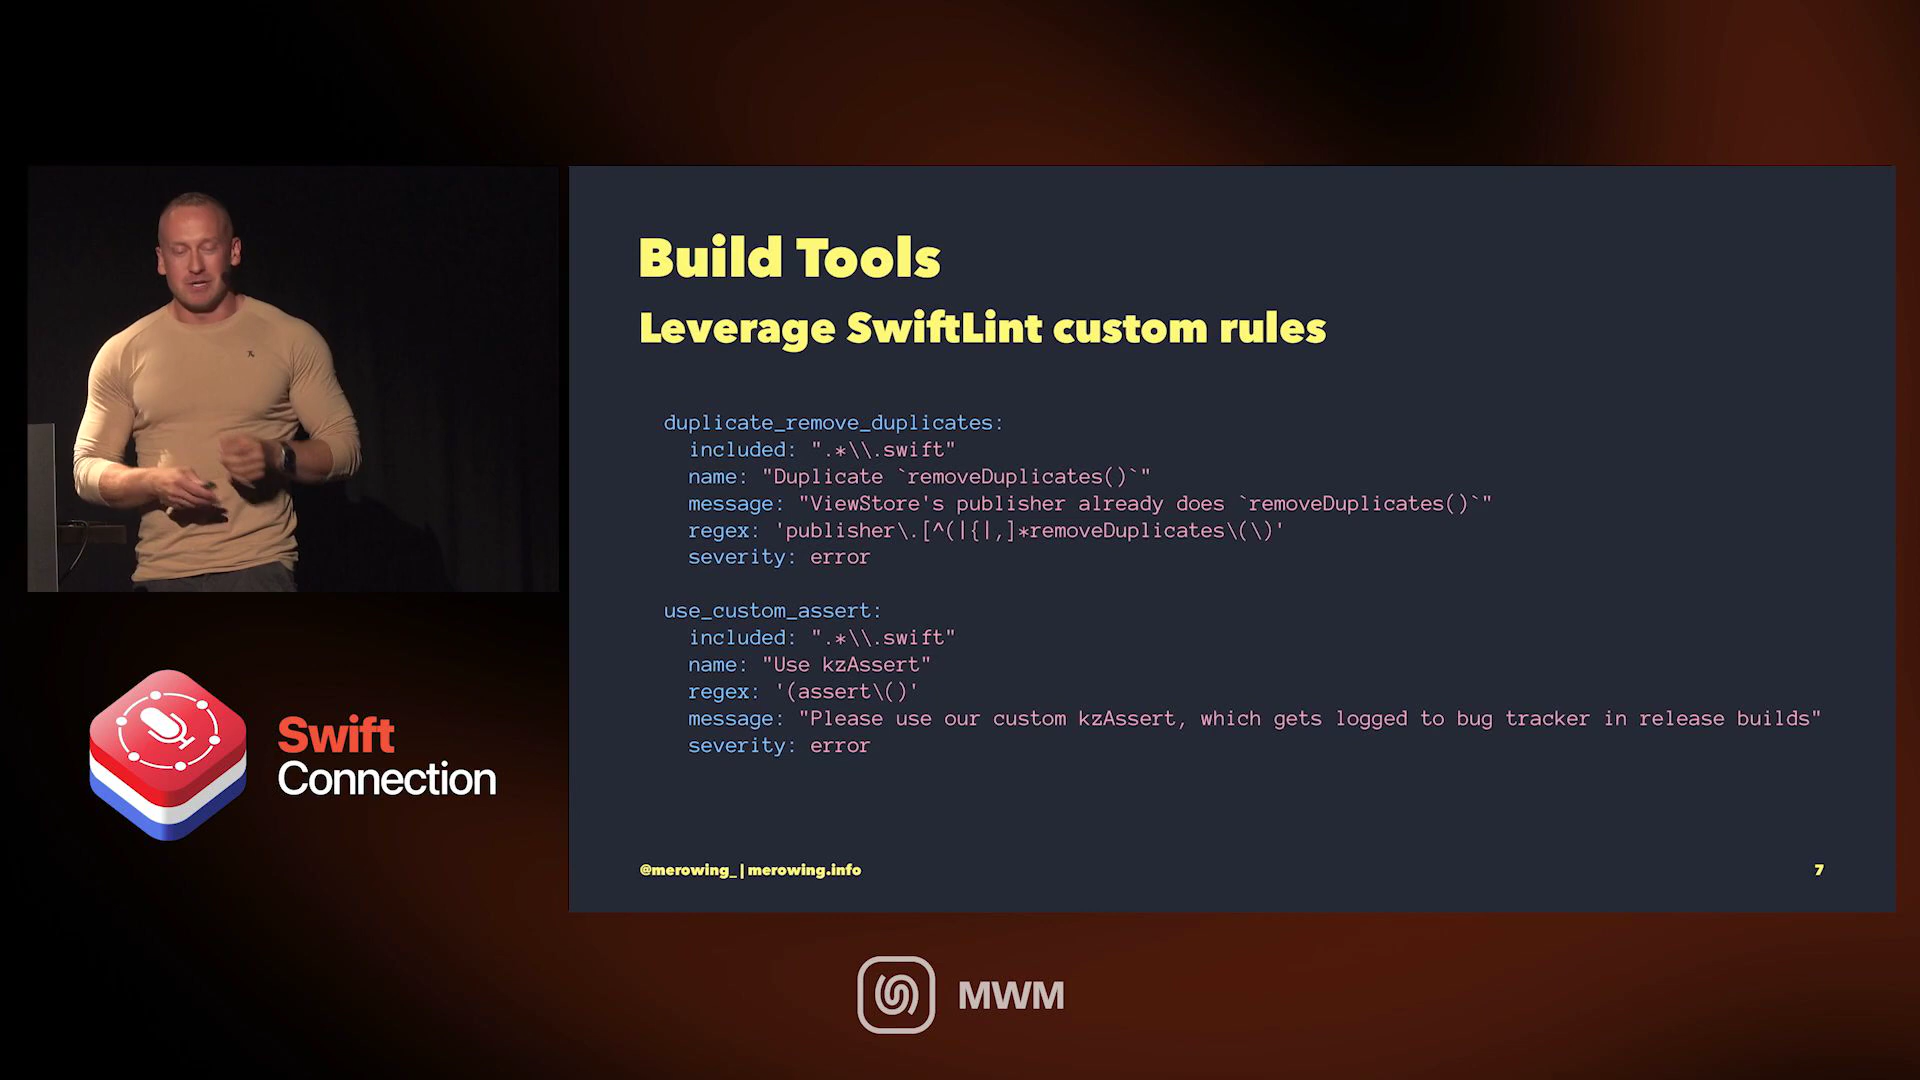 Build Tools
Leverage SwiftLint custom rules
duplicate_remove_duplicates:
included: ".*\\.swift"
name: "Duplicate `removeDuplicates()`"
message: "ViewStore's publisher already does `removeDuplicates()`"
regex: 'publisher\.[^(|{|,]*removeDuplicates\(\)'
severity: error
use_custom_assert:
included: ".*\\.swift"
name: "Use kzAssert"
regex: '(assert\()'
message: "Please use our custom kzAssert, which gets logged to bug tracker in release builds"
severity: error
@merowing_ | merowing.info
7
Swift
Connection
MWM